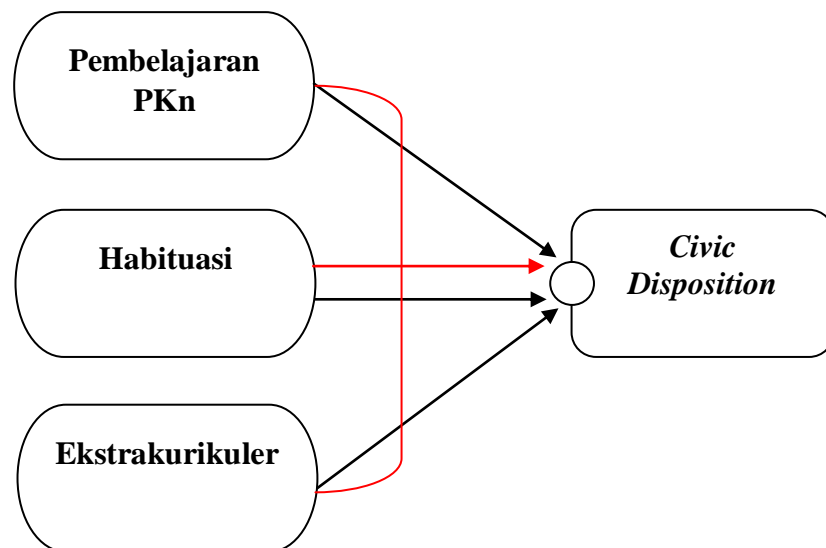 Pembelajaran
PKn
Habituasi
Civic
Disposition
Ekstrakurikuler